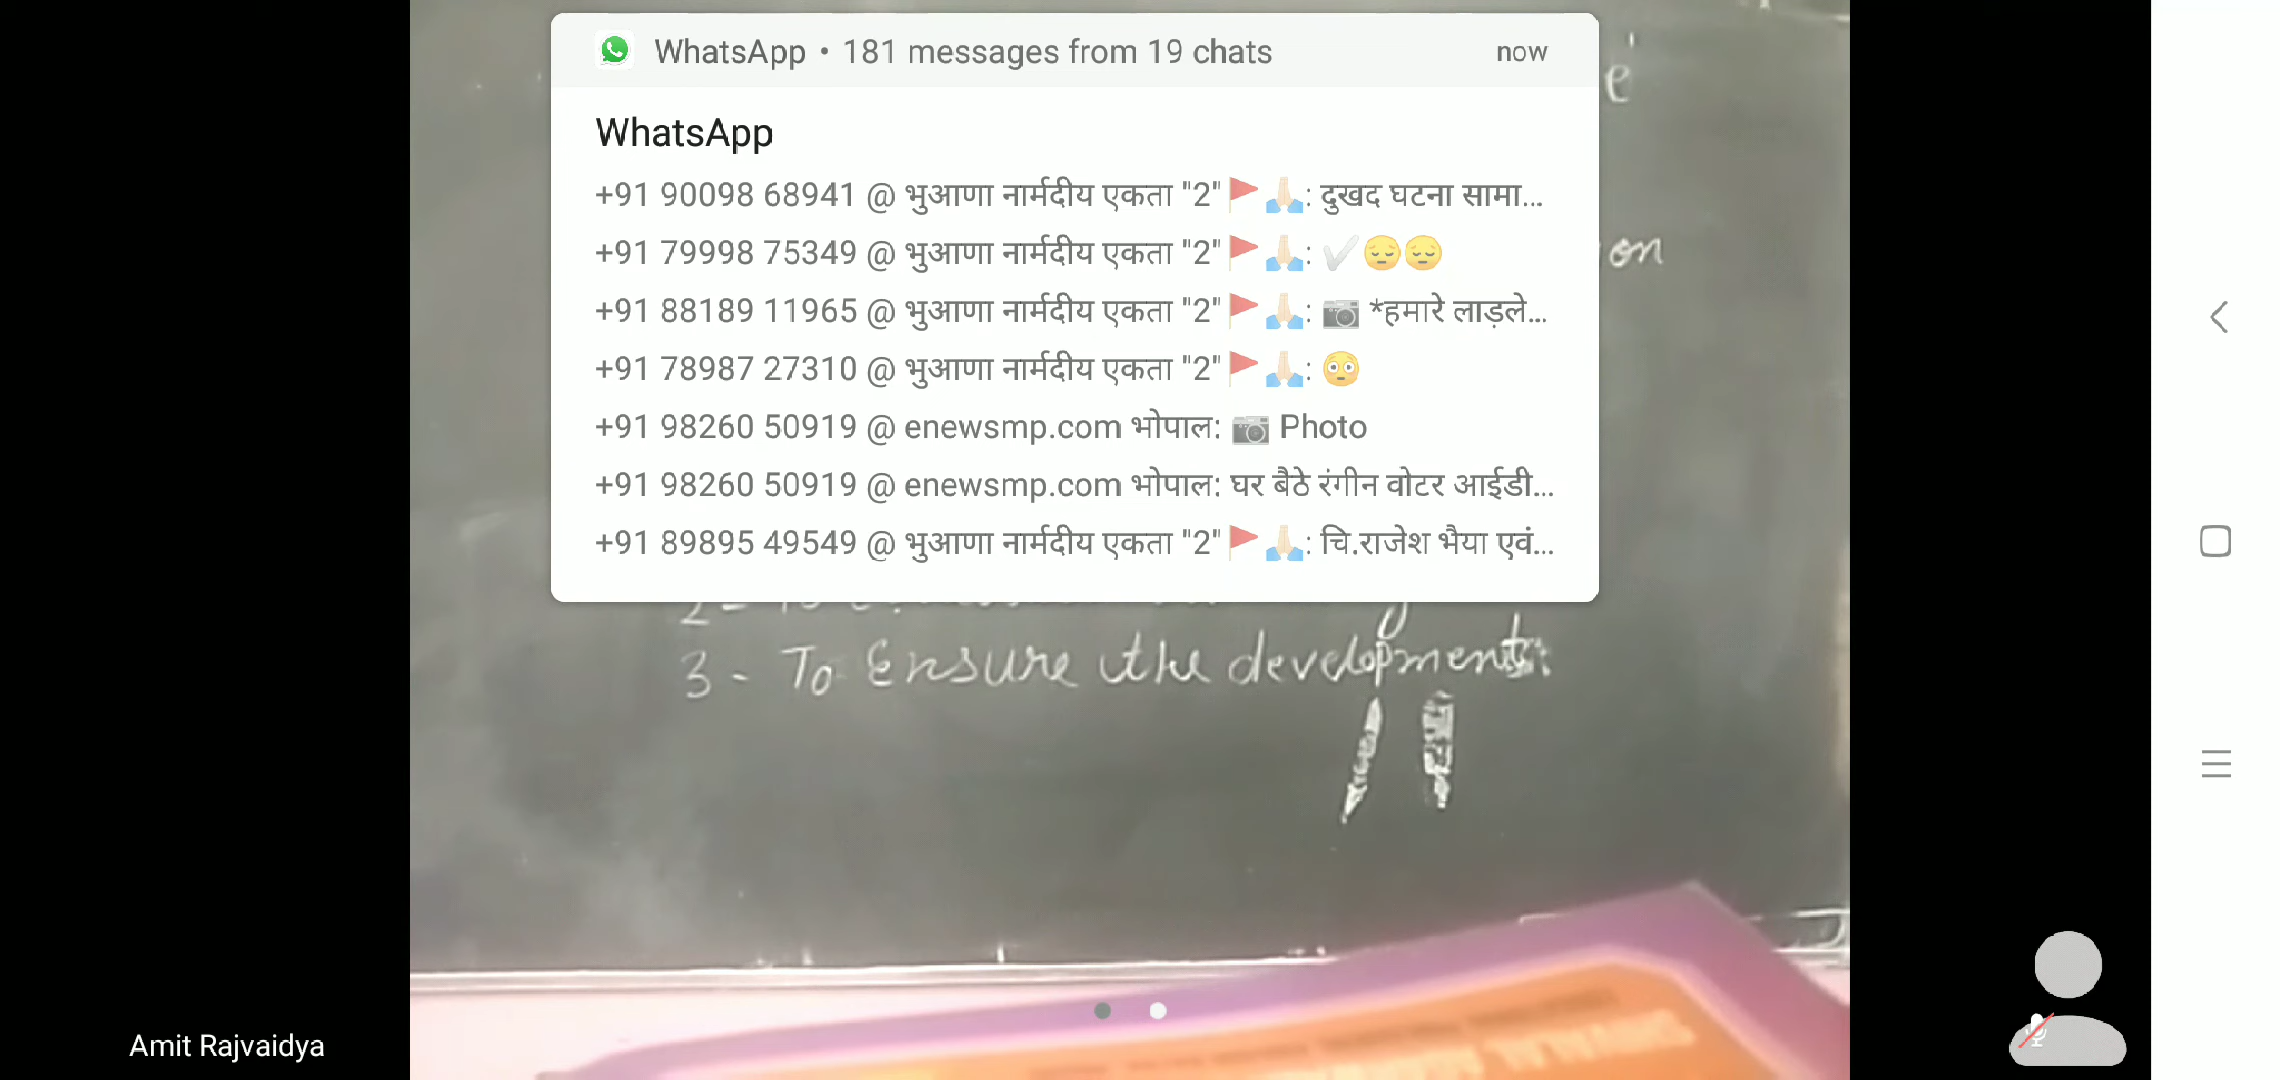 WhatsApp • 181 messages from 19 chats now
WhatsApp
+91 90098 68941 @ भुआणा नार्मदीय एकता "2" 🚩🙏🏻: दुखद घटना सामा...
+91 79998 75349 @ भुआणा नार्मदीय एकता "2" 🚩🙏🏻: ✔️😔😔
+91 88189 11965 @ भुआणा नार्मदीय एकता "2" 🚩🙏🏻: 📷 *हमारे लाड़ले...
+91 78987 27310 @ भुआणा नार्मदीय एकता "2" 🚩🙏🏻: 😳
+91 98260 50919 @ enewsmp.com भोपाल: 📷 Photo
+91 98260 50919 @ enewsmp.com भोपाल: घर बैठे रंगीन वोटर आईडी...
+91 89895 49549 @ भुआणा नार्मदीय एकता "2" 🚩🙏🏻: चि.राजेश भैया एवं...
e
on
3 - To Ensure the development
Amit Rajvaidya